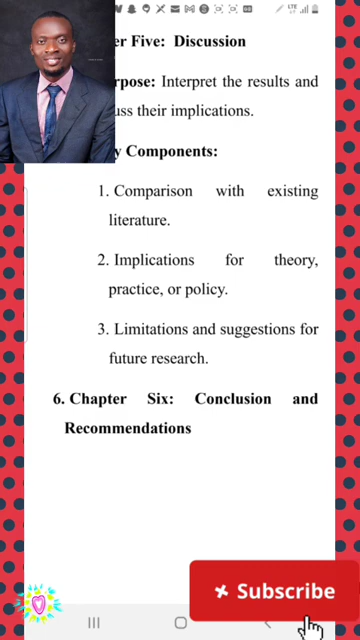 er Five: Discussion
rpose: Interpret the results and
uss their implications.
y Components:
1. Comparison with existing
literature.
2. Implications for theory,
practice, or policy.
3. Limitations and suggestions for
future research.
6. Chapter Six: Conclusion and
Recommendations
Subscribe